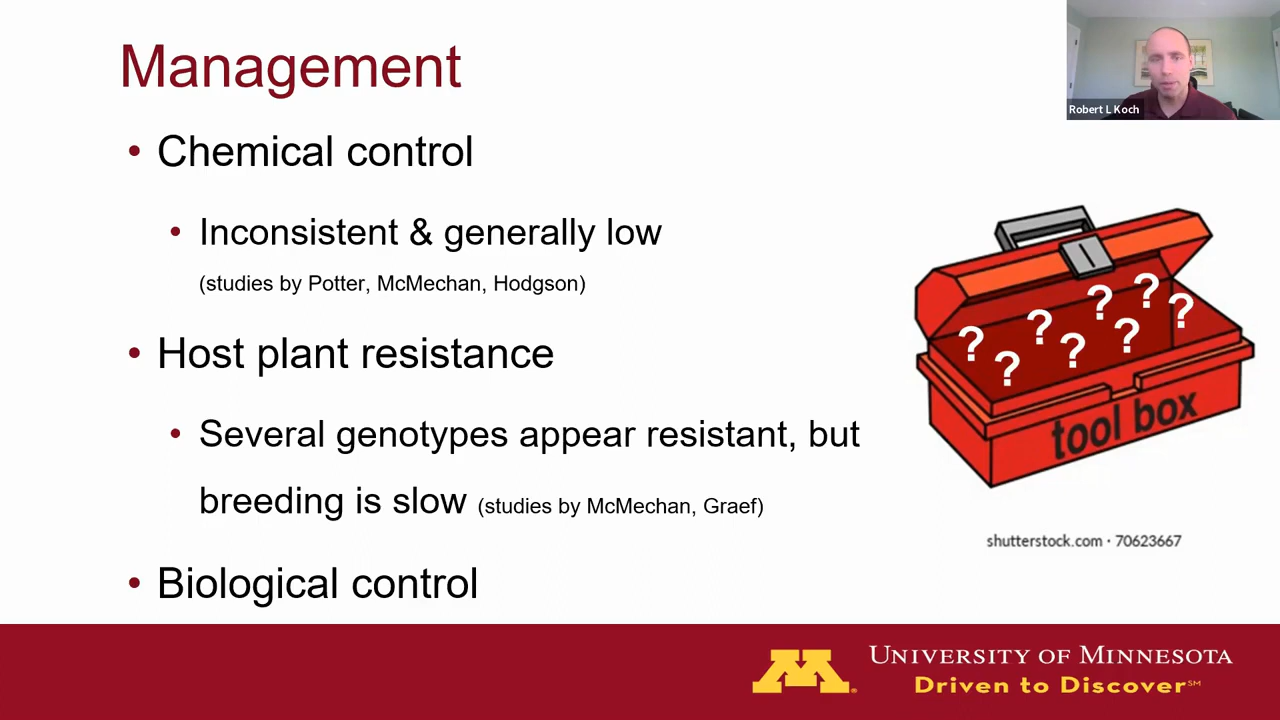 Management
Robert L Koch
• Chemical control
• Inconsistent & generally low
(studies by Potter, McMechan, Hodgson)
• Host plant resistance
• Several genotypes appear resistant, but
breeding is slow (studies by McMechan, Graef)
• Biological control
? ? ? ? ? ? ? ?
tool box
shutterstock.com · 70623667
M
UNIVERSITY OF MINNESOTA
Driven to Discover℠